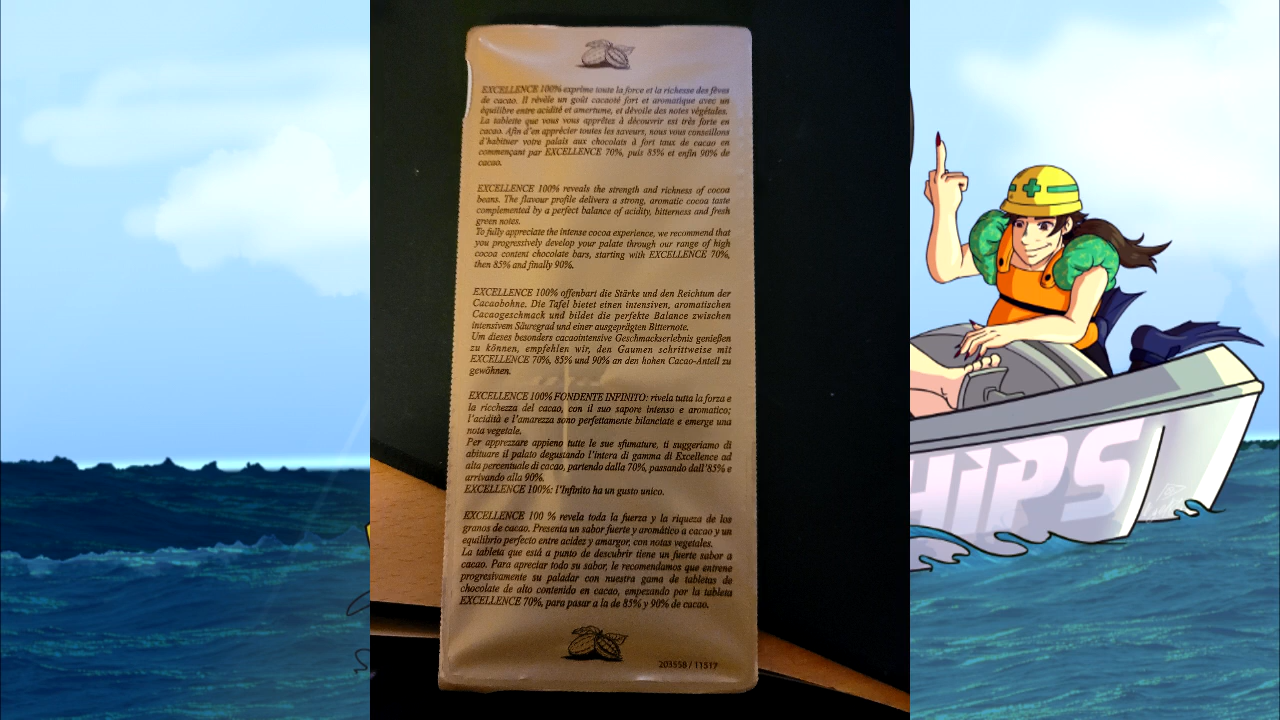 EXCELLENCE 100% exprime toute la force et la richesse des fèves
de cacao. Il révèle un goût cacaoté fort et aromatique avec un
équilibre entre acidité et amertume, et dévoile des notes végétales.
La tablette que vous vous apprêtes à découvrir est très forte en
cacao. Afin d'en apprécier toutes les saveurs, nous vous conseillons
d'habituer votre palais aux chocolats à fort taux de cacao en
commençant par EXCELLENCE 70%, puis 85% et enfin 90% de
cacao.
EXCELLENCE 100% reveals the strength and richness of cocoa
beans. The flavour profile delivers a strong, aromatic cocoa taste
complemented by a perfect balance of acidity, bitterness and fresh
green notes.
To fully appreciate the intense cocoa experience, we recommend that
you progressively develop your palate through our range of high
cocoa content chocolate bars, starting with EXCELLENCE 70%,
then 85% and finally 90%.
EXCELLENCE 100% offenbart die Stärke und den Reichtum der
Cacaobohne. Die Tafel bietet einen intensiven, aromatischen
Cacaogeschmack und bildet die perfekte Balance zwischen
intensivem Säuregrad und einer ausgeprägten Bitternote.
Um dieses besonders cacaointensive Geschmackserlebnis genießen
zu können, empfehlen wir, den Gaumen schrittweise mit
EXCELLENCE 70%, 85% und 90% an den hohen Cacao-Anteil zu
gewöhnen.
EXCELLENCE 100% FONDENTE INFINITO: rivela tutta la forza e
la ricchezza del cacao, con il suo sapore intenso e aromatico;
l'acidità e l'amarezza sono perfettamente bilanciate e emerge una
nota vegetale.
Per apprezzare appieno tutte le sue sfumature, ti suggeriamo di
abituare il palato degustando l'intera di gamma di Excellence ad
alta percentuale di cacao, partendo dalla 70%, passando dall'85% e
arrivando alla 90%.
EXCELLENCE 100%: l'Infinito ha un gusto unico.
EXCELLENCE 100 % revela toda la fuerza y la riqueza de los
granos de cacao. Presenta un sabor fuerte y aromático a cacao y un
equilibrio perfecto entre acidez y amargor, con notas vegetales.
La tableta que está a punto de descubrir tiene un fuerte sabor a
cacao. Para apreciar todo su sabor, le recomendamos que entrene
progresivamente su paladar con nuestra gama de tabletas de
chocolate de alto contenido en cacao, empezando por la tableta
EXCELLENCE 70%, para pasar a la de 85% y 90% de cacao.
203558 / 11517
HIPS